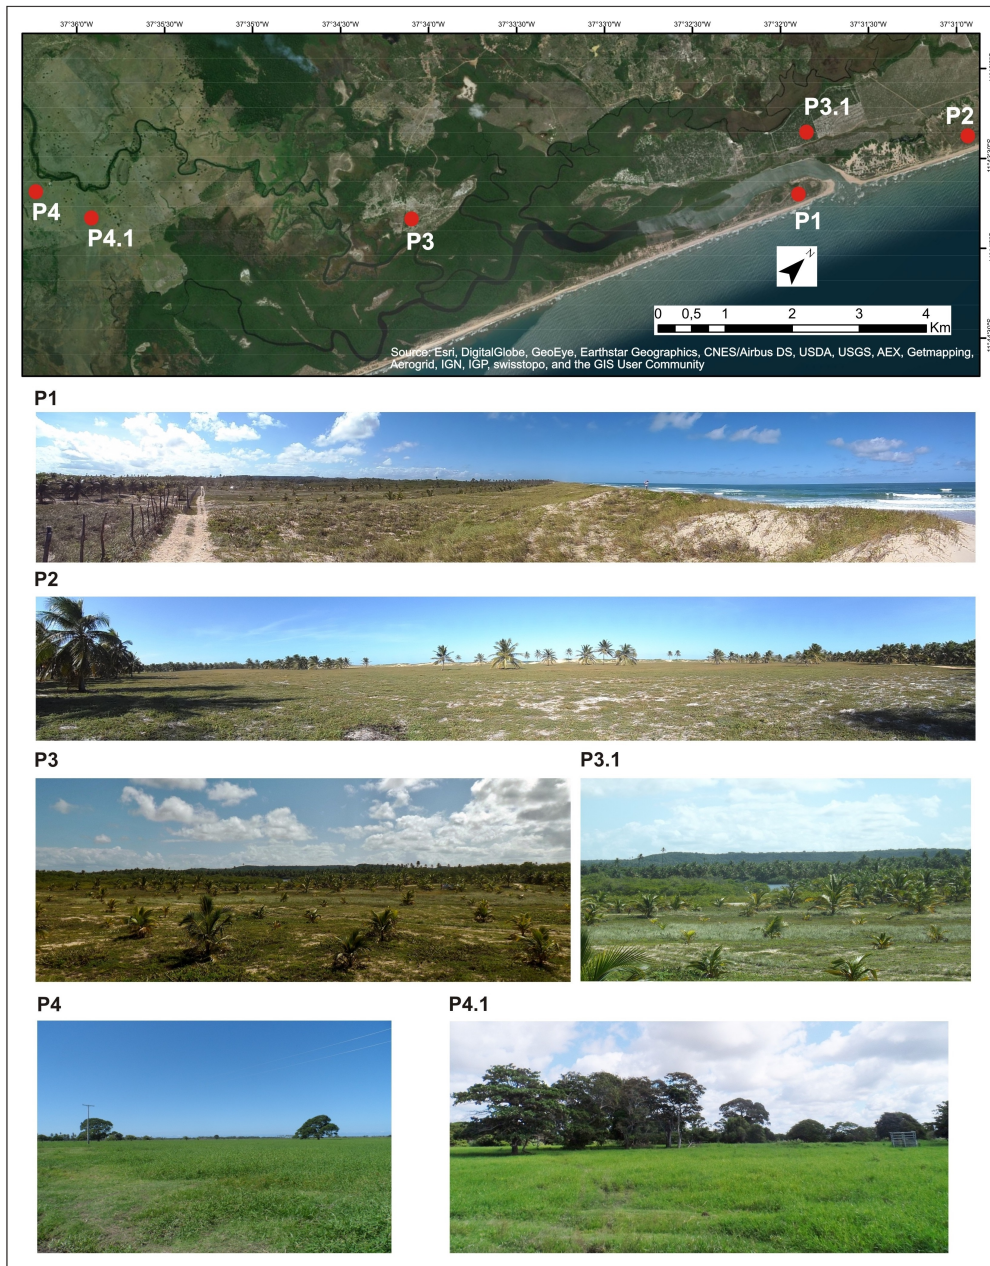 37°36'0"W 37°35'30"W 37°35'0"W 37°34'30"W 37°34'0"W 37°33'30"W 37°33'0"W 37°32'30"W 37°32'0"W 37°31'30"W 37°31'0"W
P3.1
P2
P4
P4.1
P3
P1
N
0 0,5 1 2 3 4
Km
Source: Esri, DigitalGlobe, GeoEye, Earthstar Geographics, CNES/Airbus DS, USDA, USGS, AEX, Getmapping,
Aerogrid, IGN, IGP, swisstopo, and the GIS User Community
P1
P2
P3 P3.1
P4 P4.1